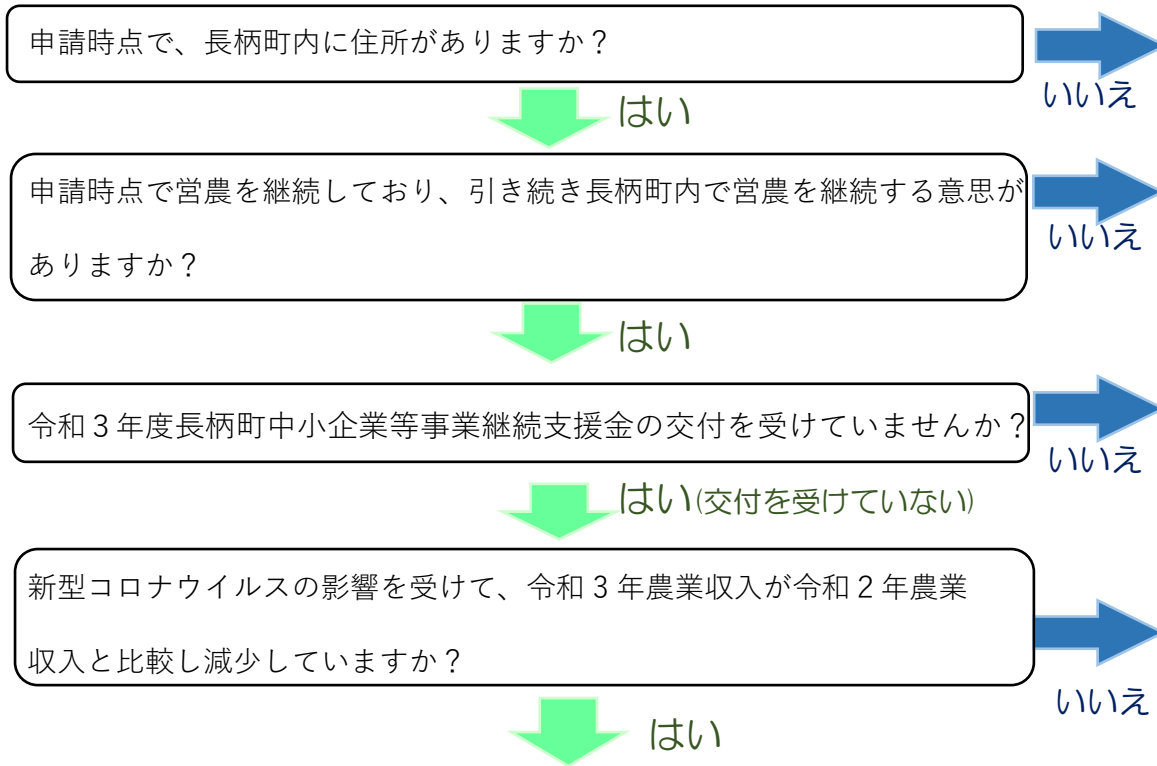 申請時点で、長柄町内に住所がありますか？
いいえ
はい
申請時点で営農を継続しており、引き続き長柄町内で営農を継続する意思が
ありますか？
いいえ
はい
令和３年度長柄町中小企業等事業継続支援金の交付を受けていませんか？
いいえ
はい(交付を受けていない)
新型コロナウイルスの影響を受けて、令和３年農業収入が令和２年農業
収入と比較し減少していますか？
いいえ
はい